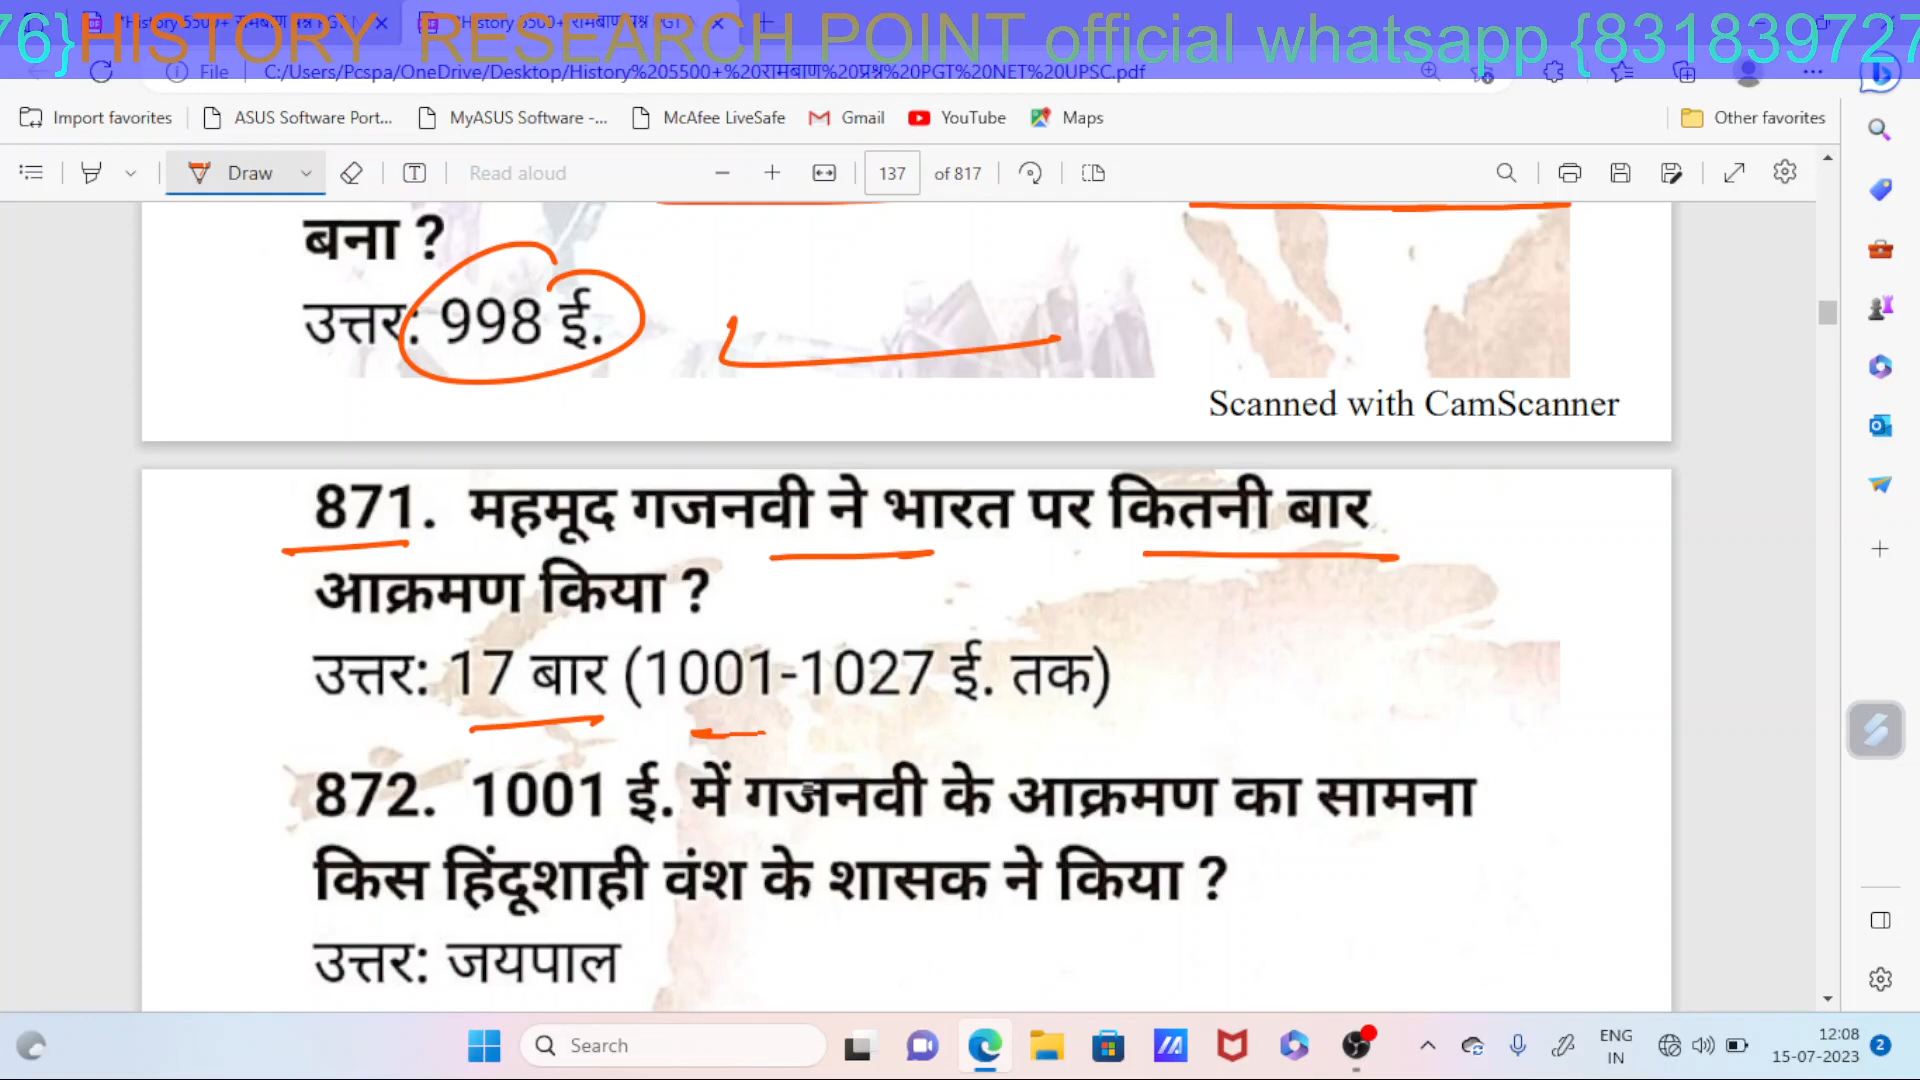 76}HISTORY RESEARCH POINT official whatsapp {831839727
File C:/Users/Pcspa/OneDrive/Desktop/History%205500+%20रामबाण%20प्रश्न%20PGT%20NET%20UPSC.pdf
Import favorites ASUS Software Port... MyASUS Software -... McAfee LiveSafe Gmail YouTube Maps Other favorites
Draw Read aloud 137 of 817
बना ?
उत्तर: 998 ई.
Scanned with CamScanner
871. महमूद गजनवी ने भारत पर कितनी बार
आक्रमण किया ?
उत्तर: 17 बार (1001-1027 ई. तक)
872. 1001 ई. में गजनवी के आक्रमण का सामना
किस हिंदूशाही वंश के शासक ने किया ?
उत्तर: जयपाल
Search ENG 12:08
IN 15-07-2023 2